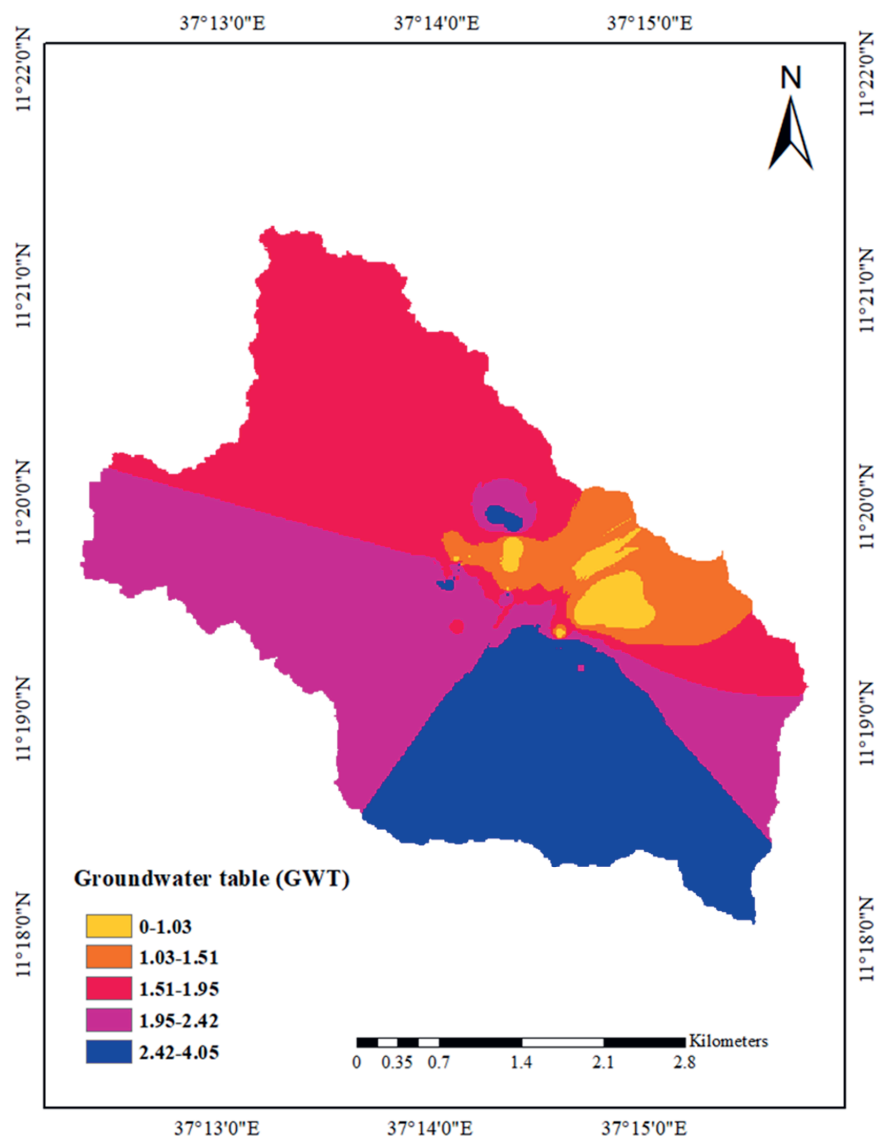 37°13'0"E 37°14'0"E 37°15'0"E
11°22'0"N 11°22'0"N
N
11°21'0"N 11°21'0"N
11°20'0"N 11°20'0"N
11°19'0"N 11°19'0"N
11°18'0"N 11°18'0"N
Groundwater table (GWT)
0-1.03
1.03-1.51
1.51-1.95
1.95-2.42
2.42-4.05
Kilometers
0 0.35 0.7 1.4 2.1 2.8
37°13'0"E 37°14'0"E 37°15'0"E